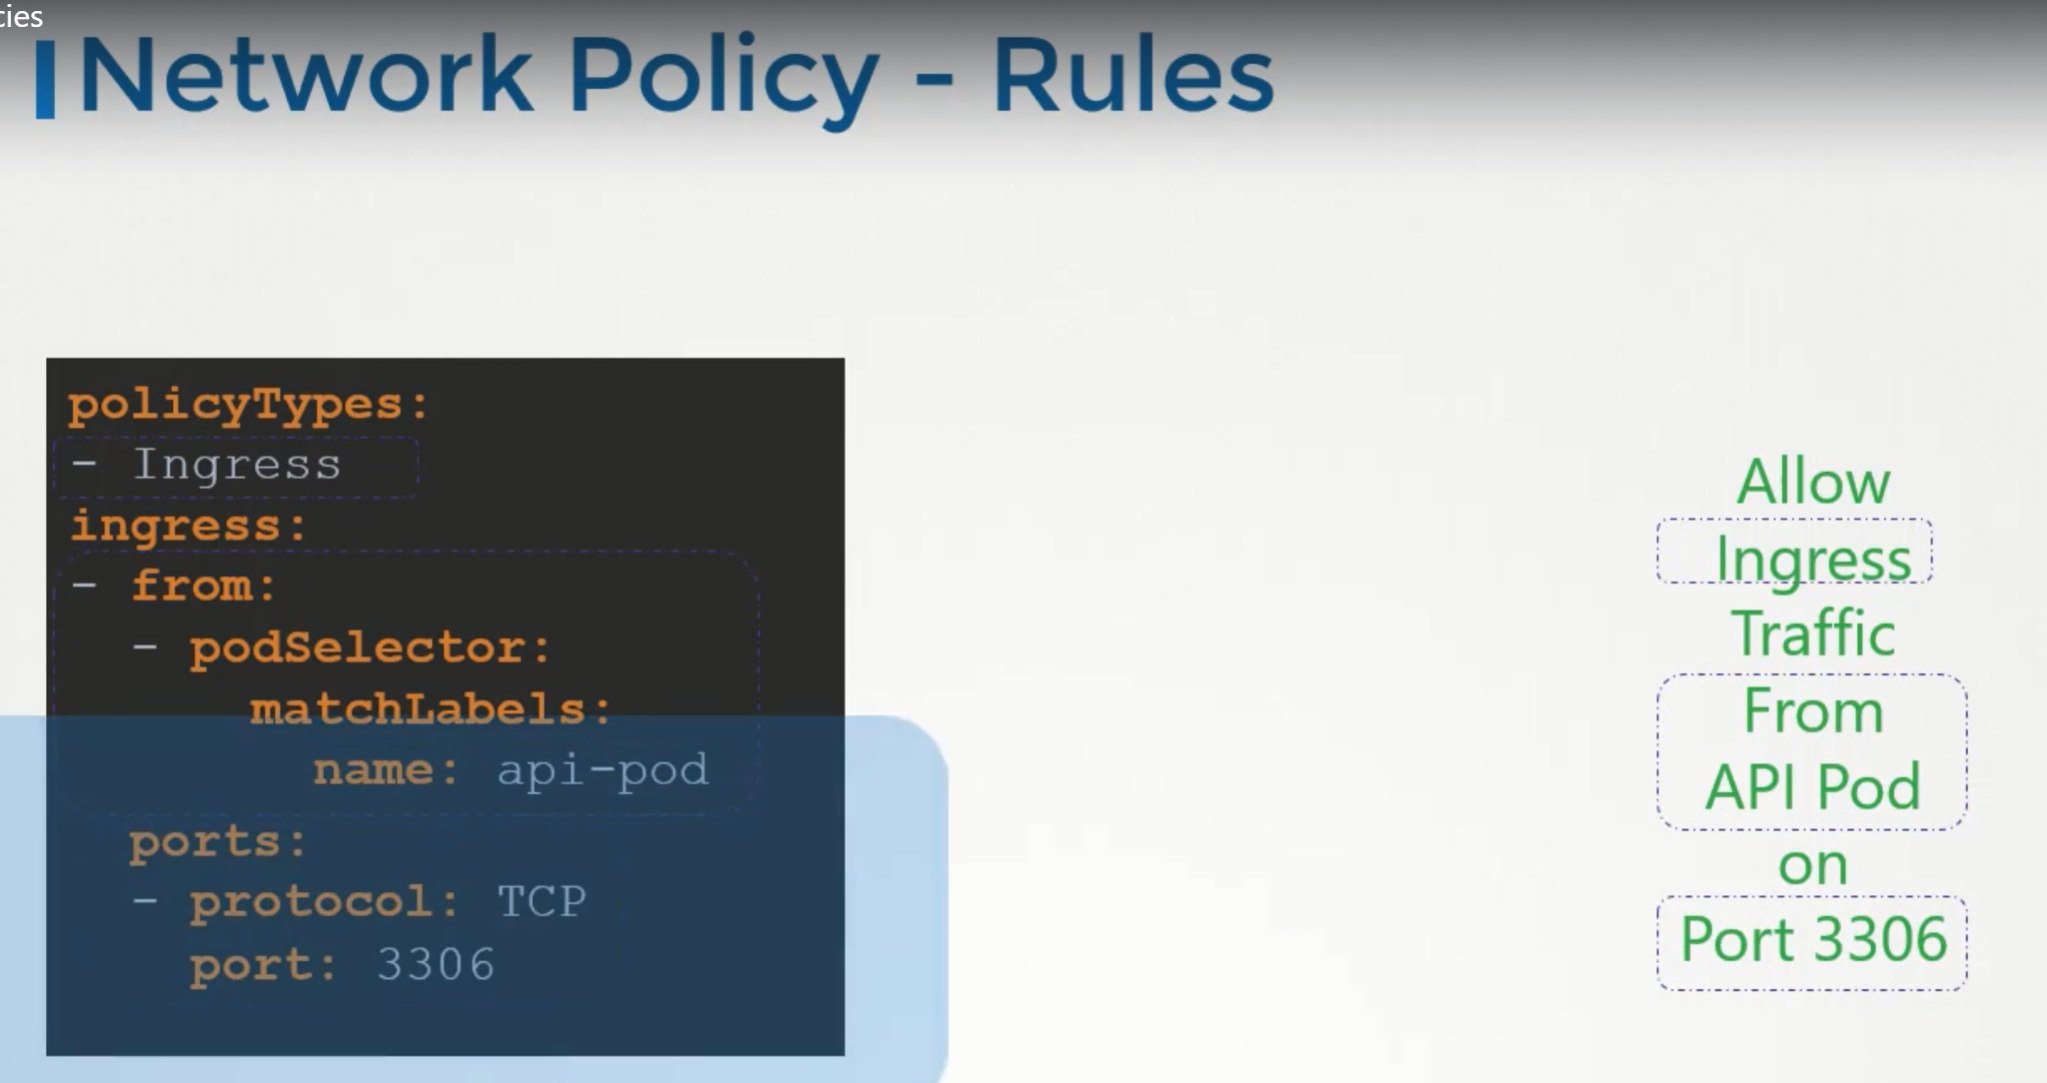 cies
Network Policy - Rules
policyTypes:
- Ingress
ingress:
- from:
  - podSelector:
      matchLabels:
        name: api-pod
  ports:
  - protocol: TCP
    port: 3306
Allow
Ingress
Traffic
From
API Pod
on
Port 3306